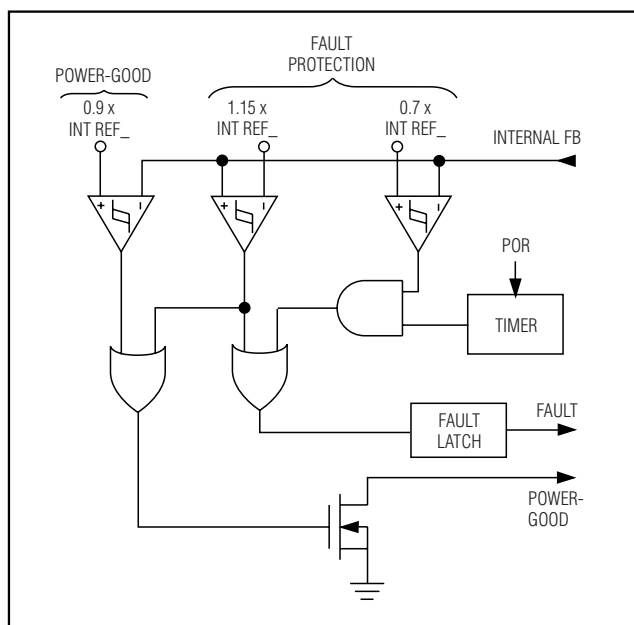 FAULT
PROTECTION
POWER-GOOD
0.9 x
INT REF_
1.15 x
INT REF_
0.7 x
INT REF_
INTERNAL FB
+ −
+ −
+ −
POR
TIMER
FAULT
LATCH
FAULT
POWER-
GOOD